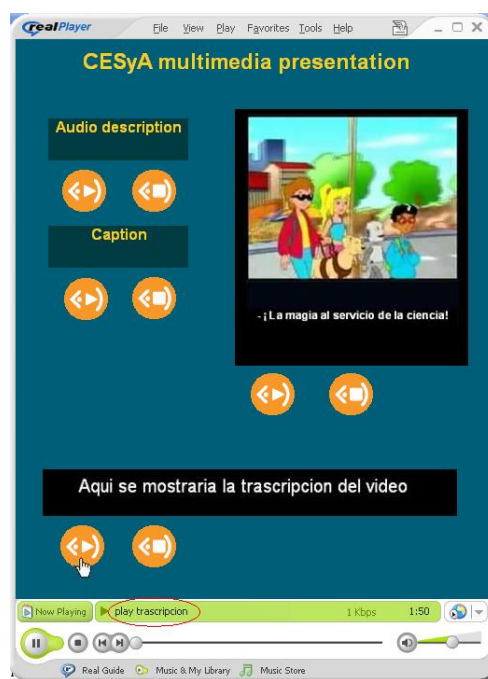 realPlayer File View Play Favorites Tools Help
CESyA multimedia presentation
Audio description
Caption
- ¡La magia al servicio de la ciencia!
Aqui se mostraria la trascripcion del video
Now Playing play trascripcion 1 Kbps 1:50
Real Guide Music & My Library Music Store